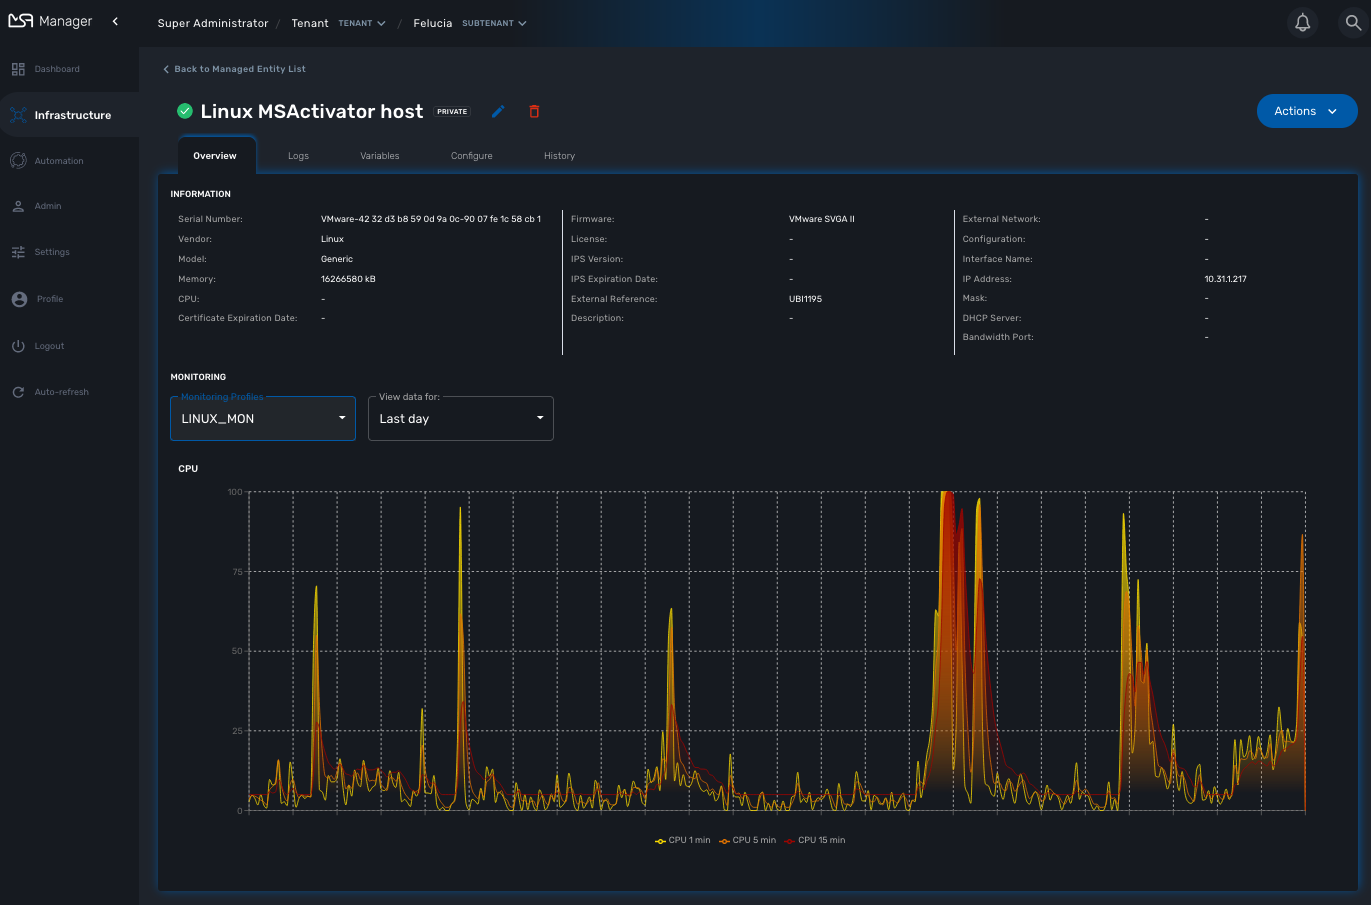 MSA Manager
Super Administrator / Tenant TENANT / Felucia SUBTENANT
Dashboard
Infrastructure
Automation
Admin
Settings
Profile
Logout
Auto-refresh
Back to Managed Entity List
Linux MSActivator host PRIVATE
Actions
Overview Logs Variables Configure History
INFORMATION
Serial Number: VMware-42 32 d3 b8 59 0d 9a 0c-90 07 fe 1c 58 cb 1
Vendor: Linux
Model: Generic
Memory: 16266580 kB
CPU: -
Certificate Expiration Date: -
Firmware: VMware SVGA II
License: -
IPS Version: -
IPS Expiration Date: -
External Reference: UBI1195
Description: -
External Network: -
Configuration: -
Interface Name: -
IP Address: 10.31.1.217
Mask: -
DHCP Server: -
Bandwidth Port: -
MONITORING
Monitoring Profiles
LINUX_MON
View data for:
Last day
CPU
100
75
50
25
0
CPU 1 min CPU 5 min CPU 15 min